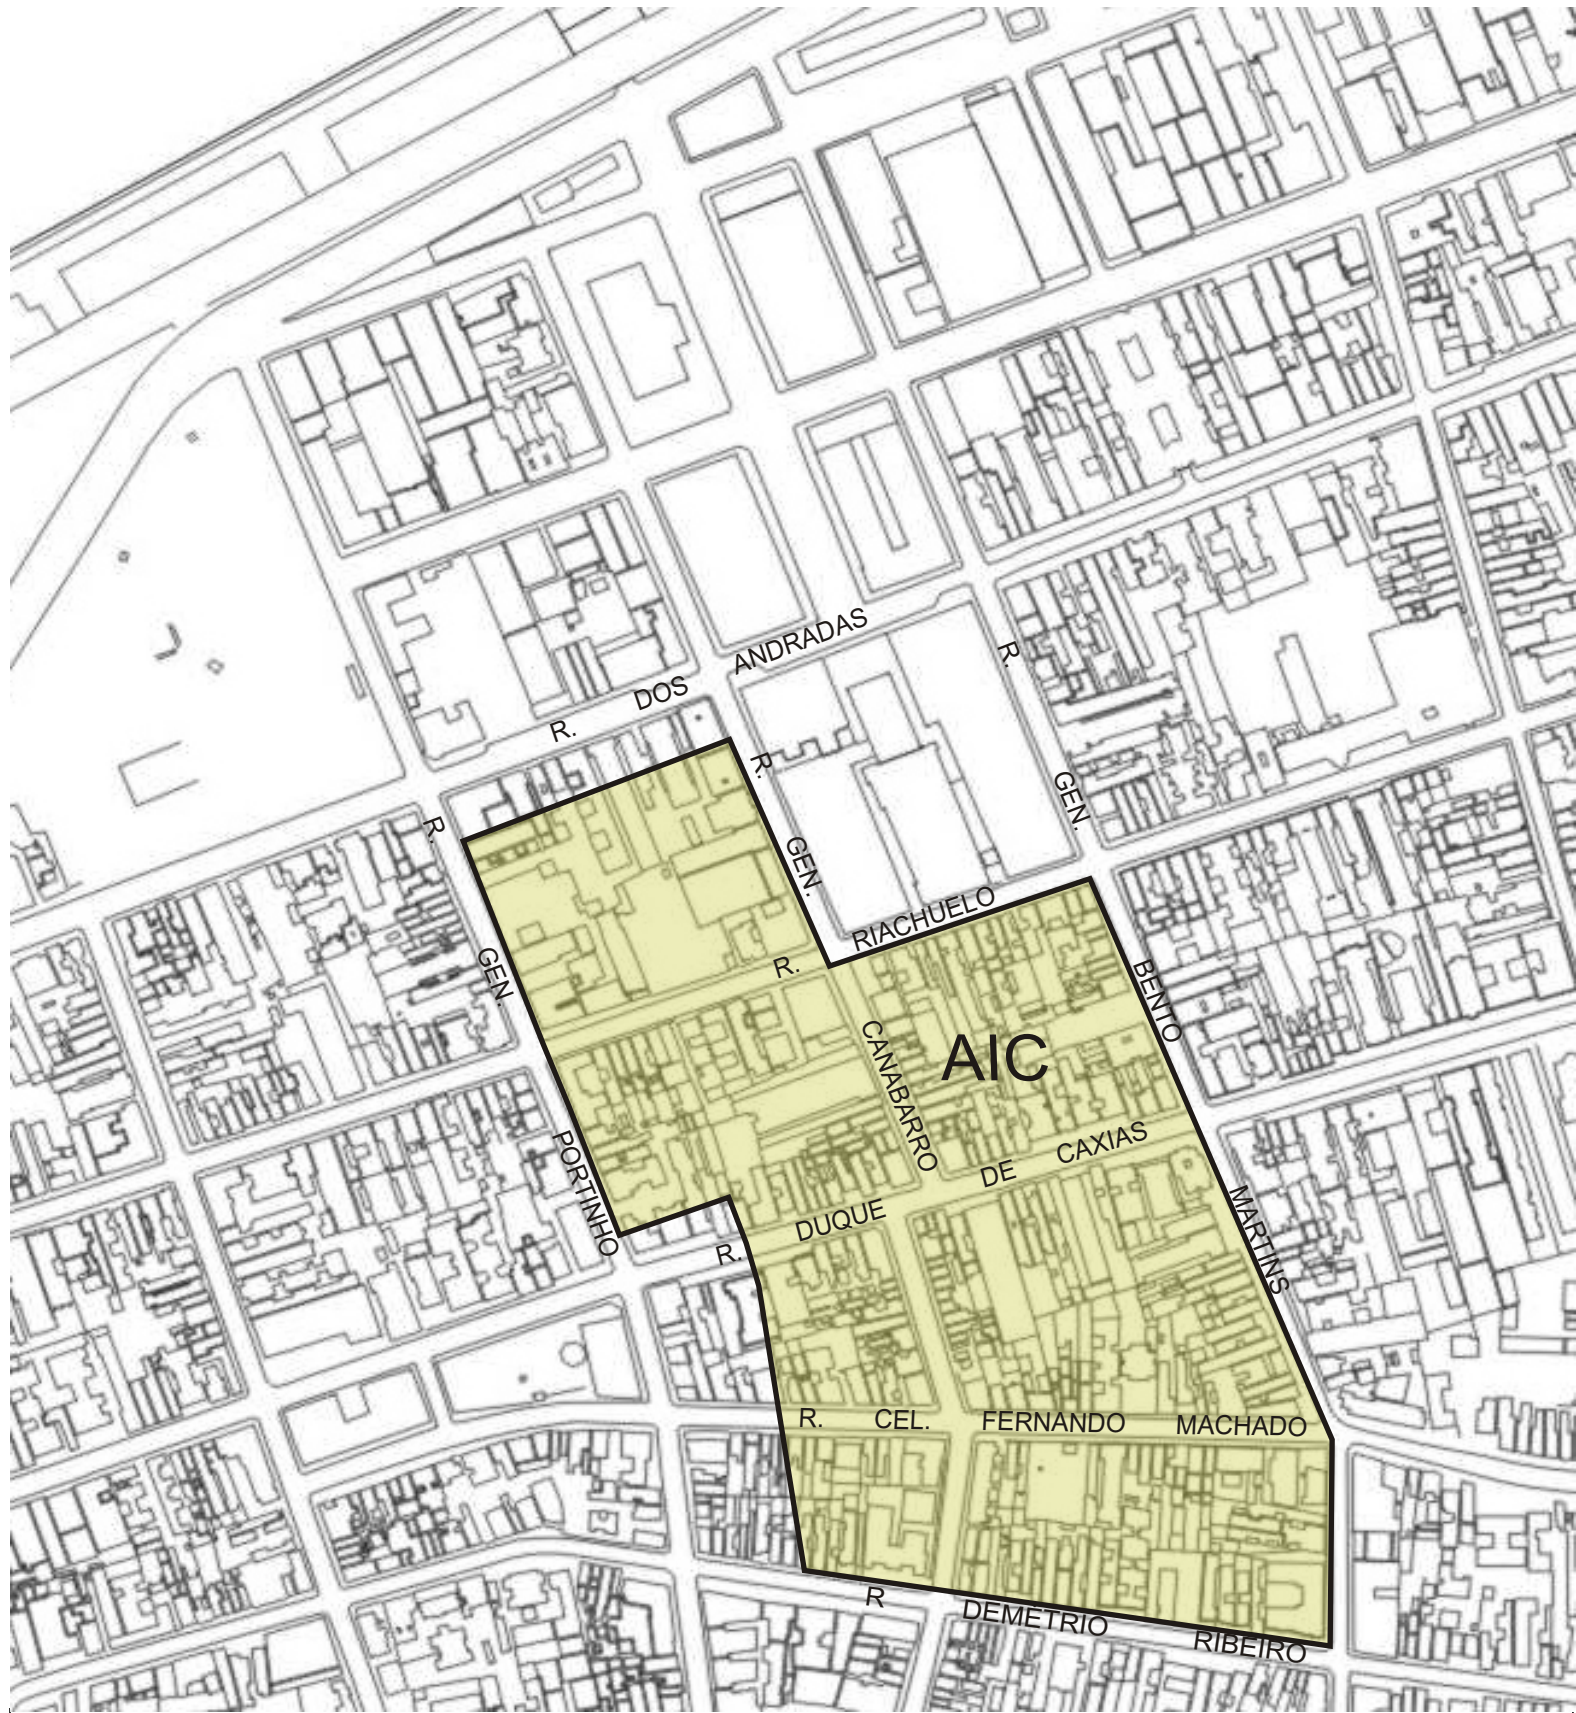 R. DOS ANDRADAS
R. GEN. CANABARRO
R. GEN. BENTO MARTINS
R. GEN. PORTINHO
R. RIACHUELO
AIC
R. DUQUE DE CAXIAS
R. CEL. FERNANDO MACHADO
R DEMETRIO RIBEIRO